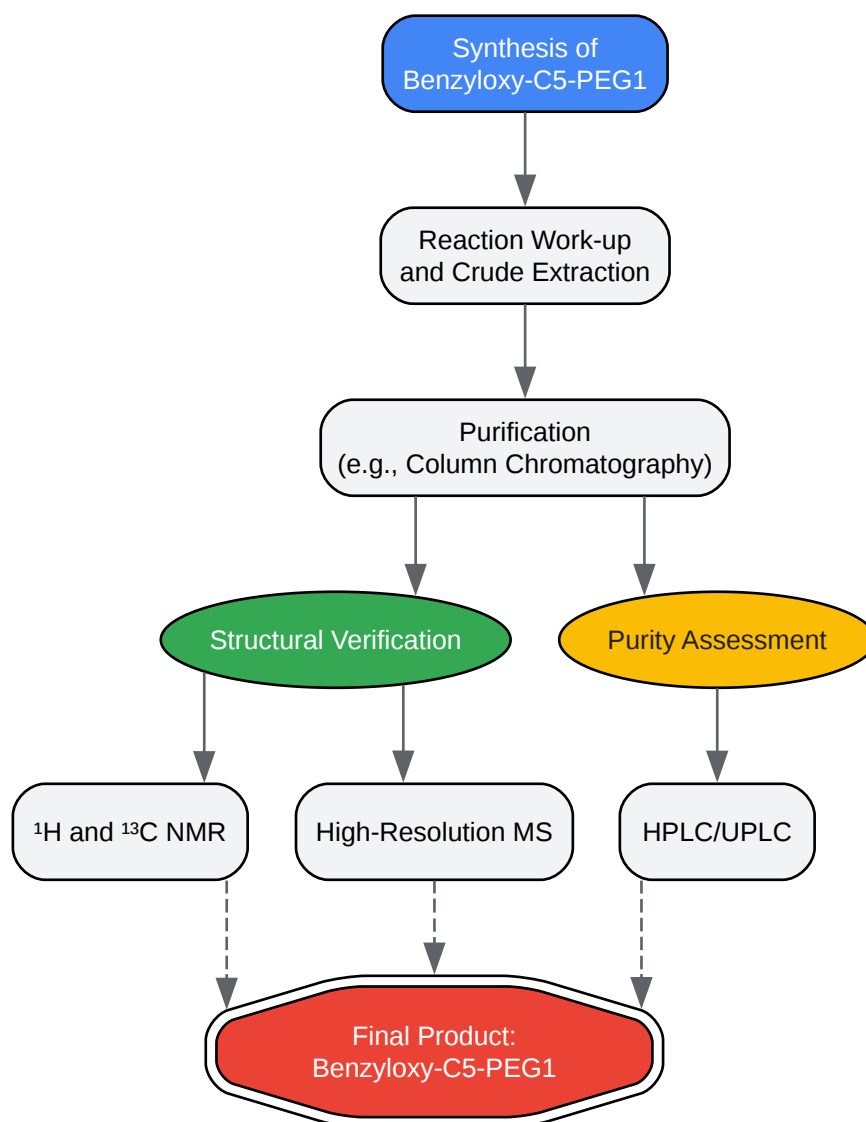 Synthesis of
Benzyloxy-C5-PEG1
Reaction Work-up
and Crude Extraction
Purification
(e.g., Column Chromatography)
Structural Verification
Purity Assessment
¹H and ¹³C NMR
High-Resolution MS
HPLC/UPLC
Final Product:
Benzyloxy-C5-PEG1